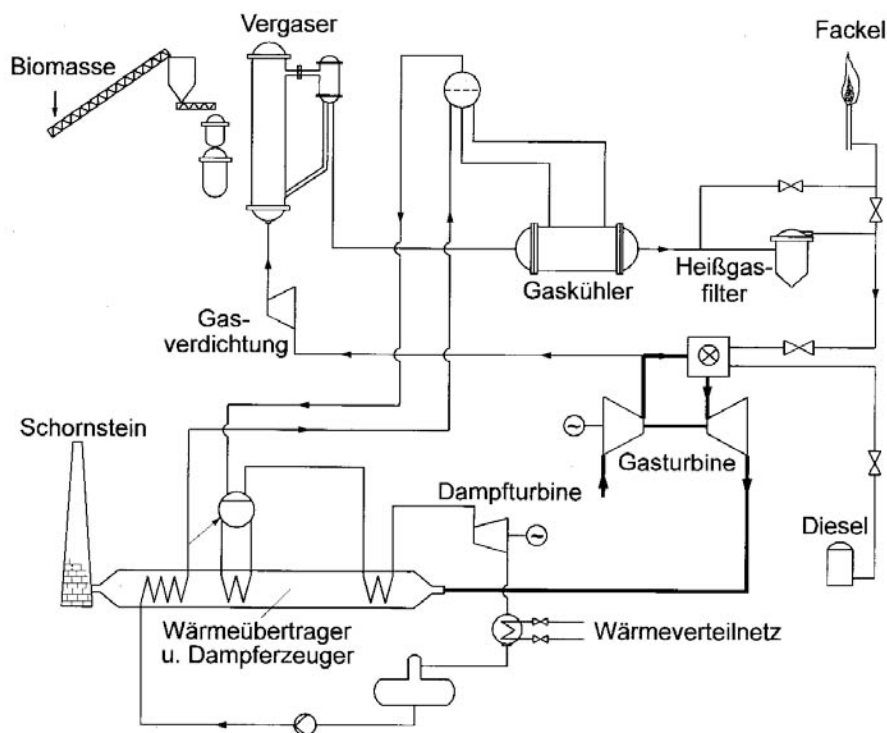 Vergaser
Fackel
Biomasse
Gaskühler
Heißgas-
filter
Gas-
verdichtung
Schornstein
Gasturbine
Dampfturbine
Diesel
Wärmeübertrager
u. Dampferzeuger
Wärmeverteilnetz